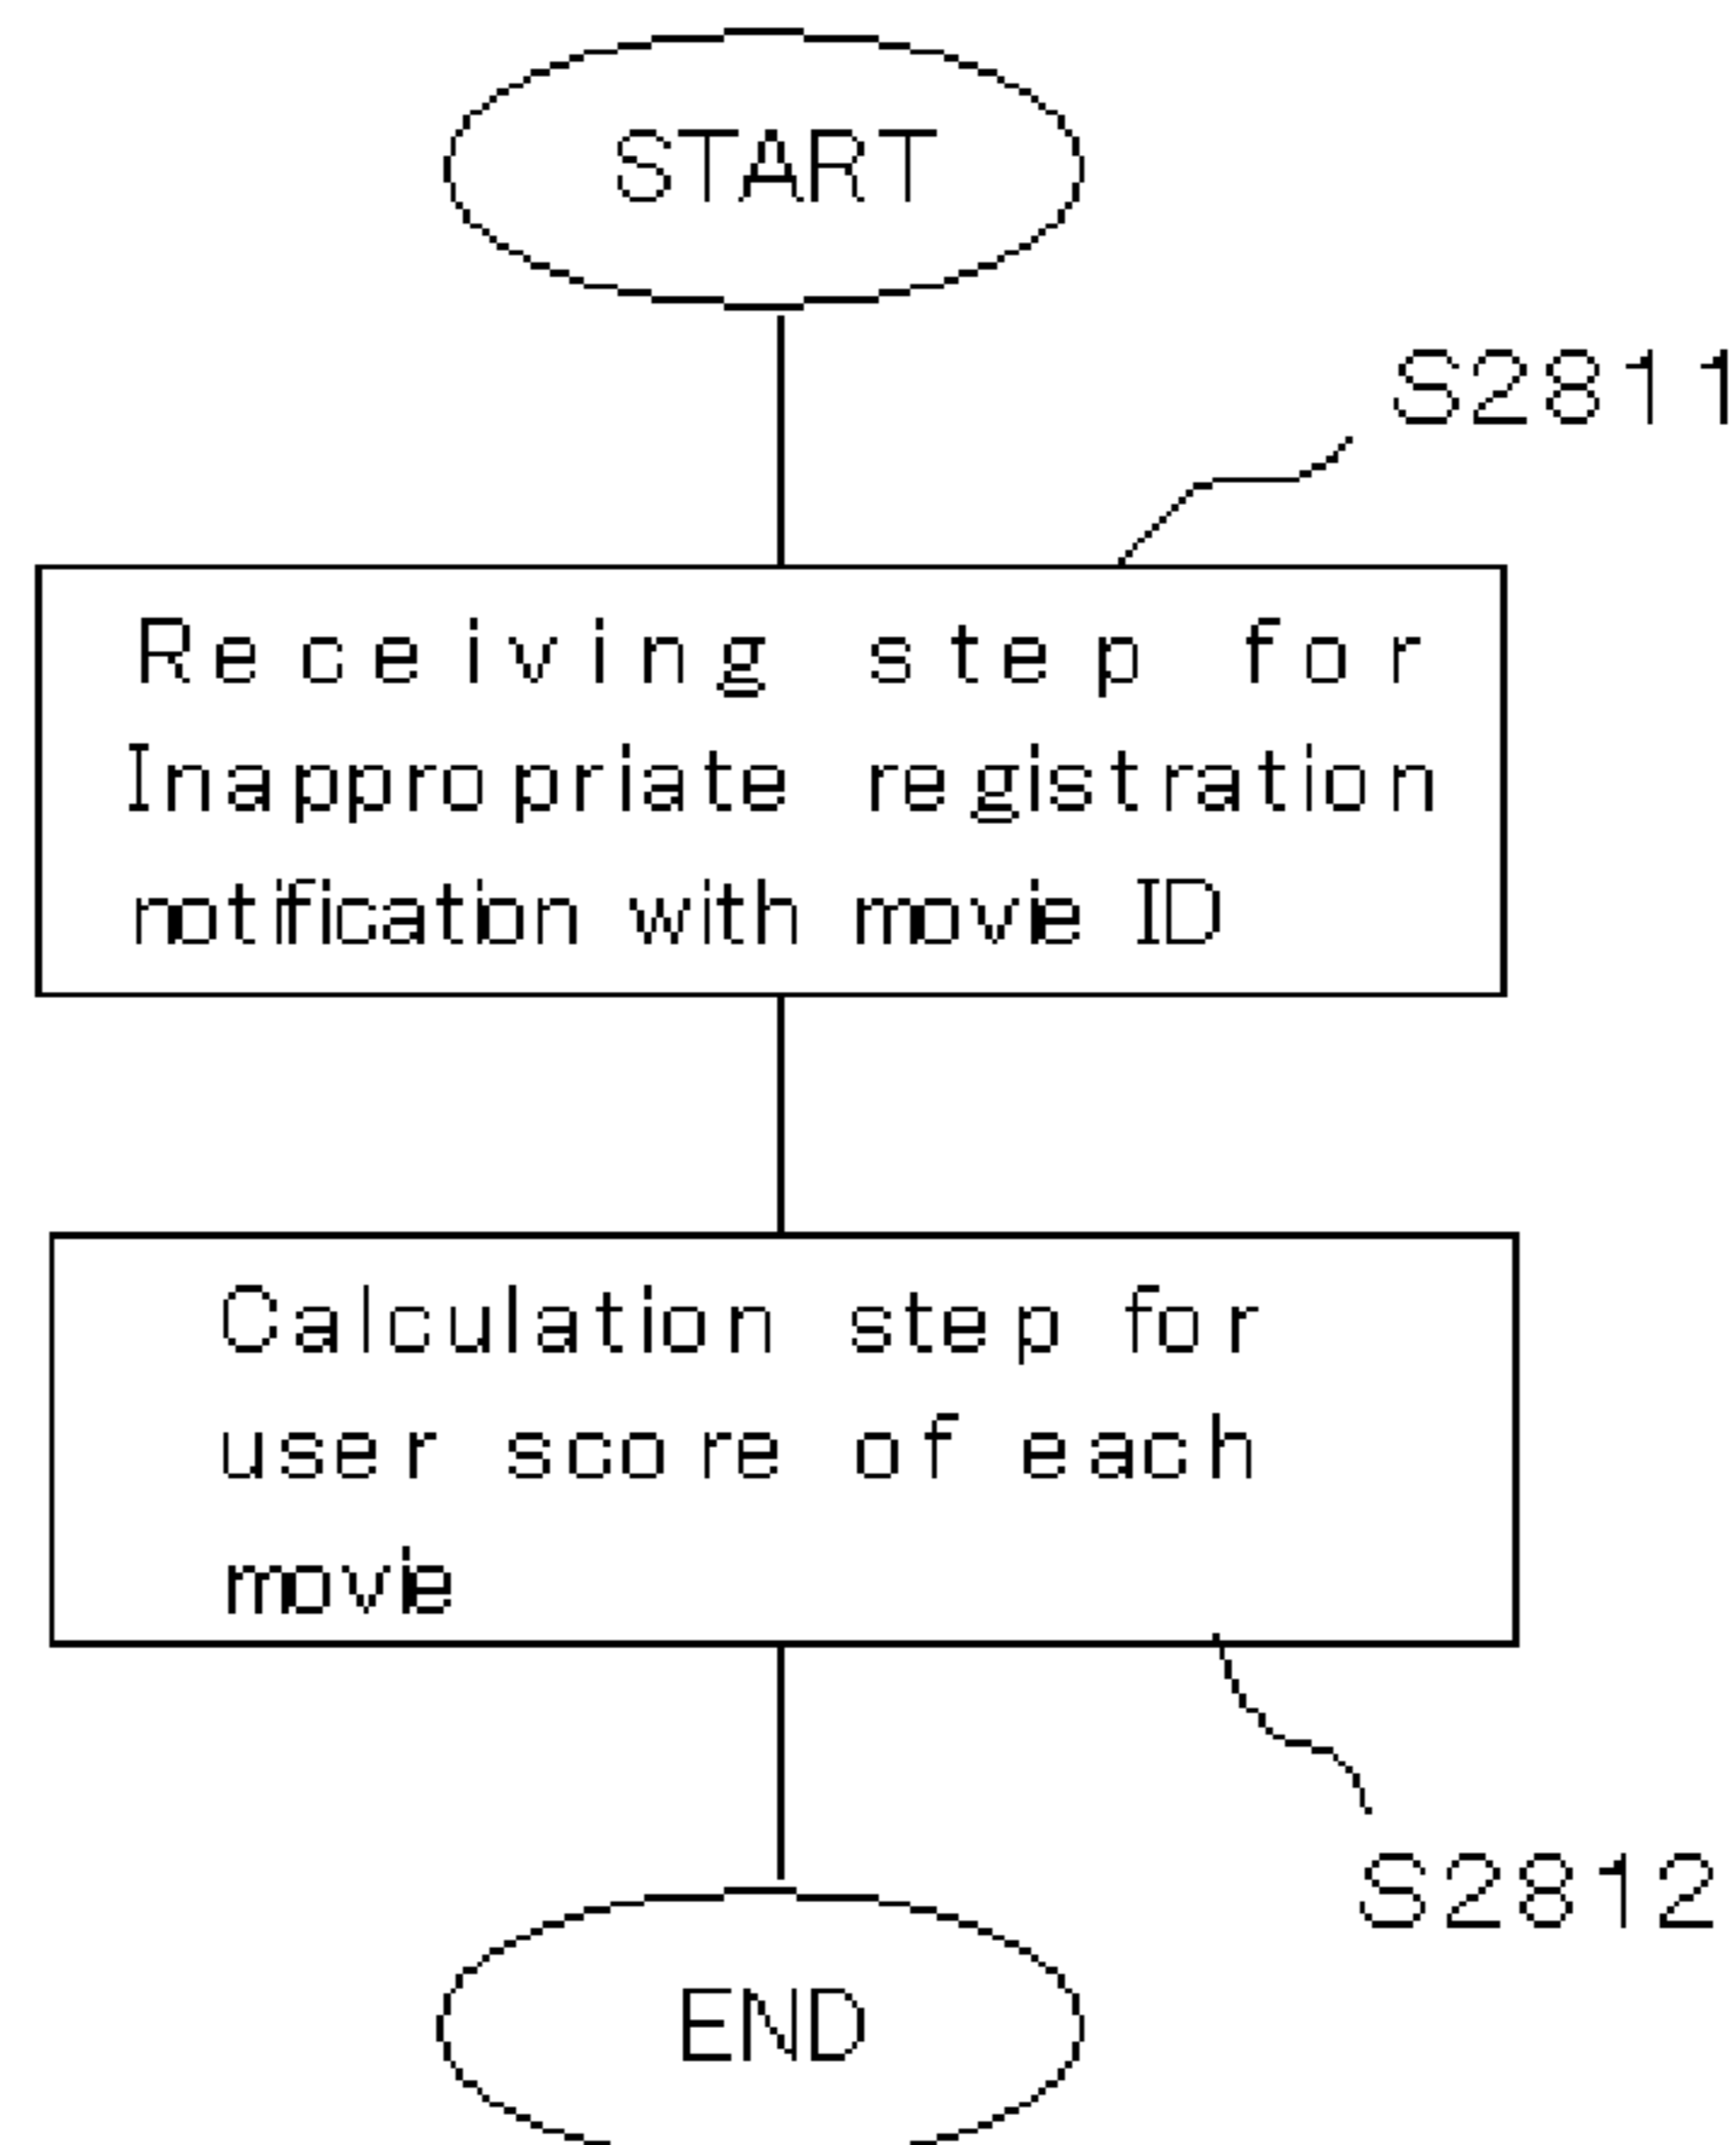 START
S2811
Receiving step for
Inappropriate registration
notification with movie ID
Calculation step for
user score of each
movie
S2812
END